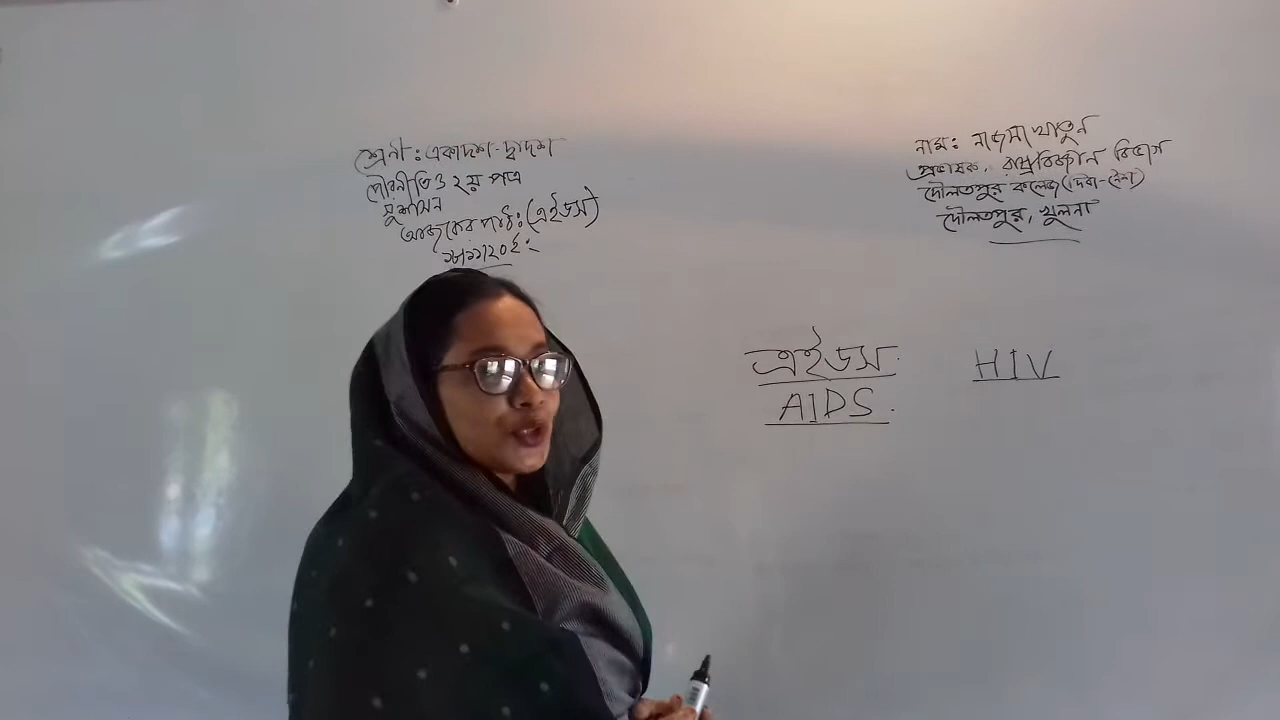 শ্রেনী: একাদশ-দ্বাদশ
পৌরনীতি ও ২য় পত্র
সুশাসন
আজকের পাঠ: (এইডস)
নাম: নাজমা খাতুন
প্রভাষক, রাষ্ট্রবিজ্ঞান বিভাগ
দৌলতপুর কলেজ (দিবা-নৈশ)
দৌলতপুর, খুলনা
এইডস HIV
AIDS.